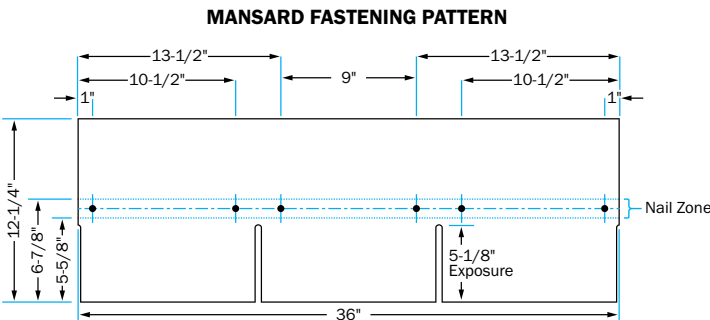 MANSARD FASTENING PATTERN
13-1/2" 13-1/2"
10-1/2" 9" 10-1/2"
1" 1"
12-1/4"
6-7/8"
5-5/8"
Nail Zone
5-1/8"
Exposure
36"